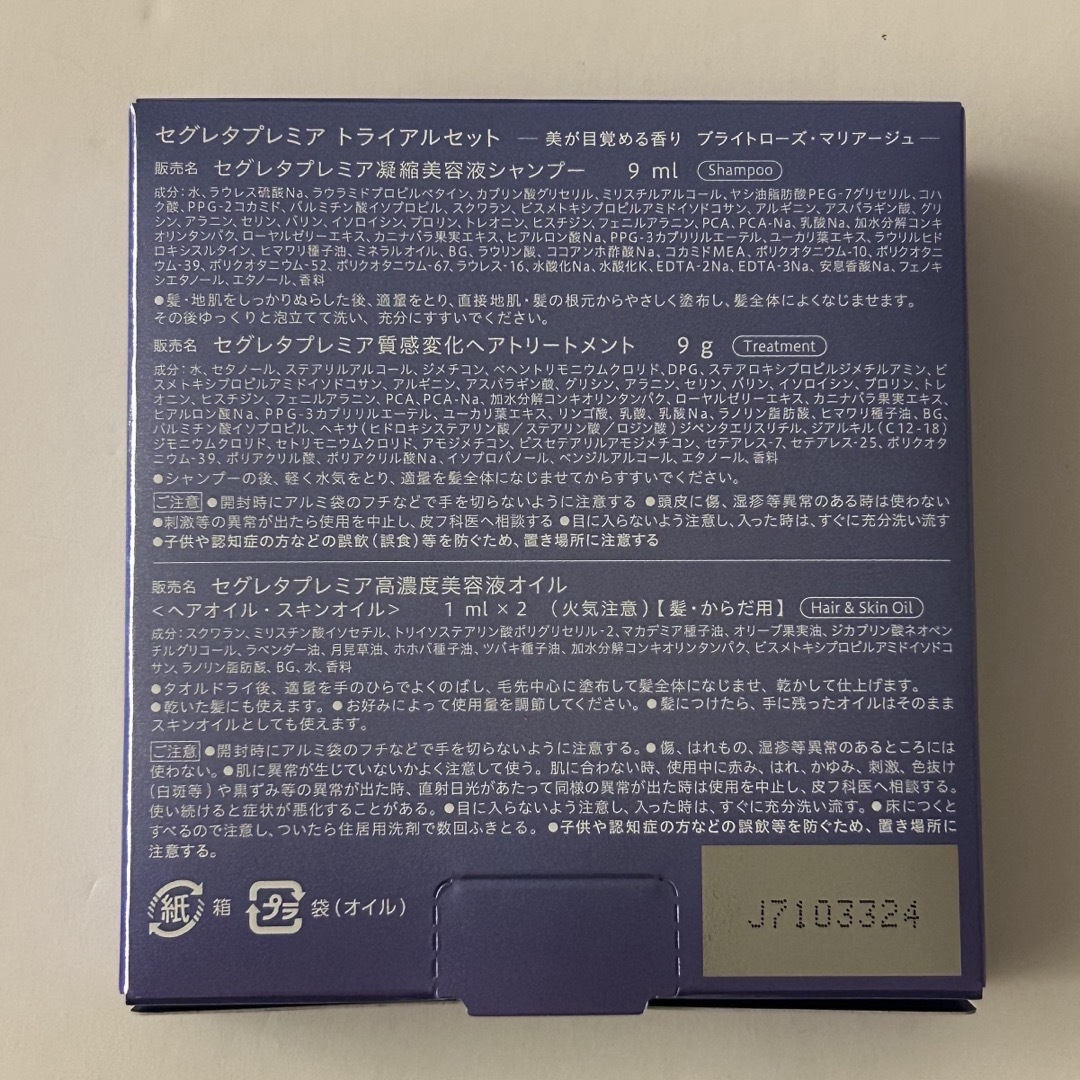 セグレタプレミア トライアルセット ― 美が目覚める香り ブライトローズ・マリアージュ ―
販売名 セグレタプレミア凝縮美容液シャンプー 9 ml Shampoo
成分：水、ラウレス硫酸Na、ラウラミドプロピルベタイン、カプリン酸グリセリル、ミリスチルアルコール、ヤシ油脂肪酸PEG-7グリセリル、コハ
ク酸、PPG-2コカミド、パルミチン酸イソプロピル、スクワラン、ビスメトキシプロピルアミドイソドコサン、アルギニン、アスパラギン酸、グリ
シン、アラニン、セリン、バリン、イソロイシン、プロリン、トレオニン、ヒスチジン、フェニルアラニン、PCA、PCA-Na、乳酸Na、加水分解コンキ
オリンタンパク、ローヤルゼリーエキス、カニナバラ果実エキス、ヒアルロン酸Na、PPG-3カプリリルエーテル、ユーカリ葉エキス、ラウリルヒド
ロキシスルタイン、ヒマワリ種子油、ミネラルオイル、BG、ラウリン酸、ココアンホ酢酸Na、コカミドMEA、ポリクオタニウム-10、ポリクオタニ
ウム-39、ポリクオタニウム-52、ポリクオタニウム-67、ラウレス-16、水酸化Na、水酸化K、EDTA-2Na、EDTA-3Na、安息香酸Na、フェノキ
シエタノール、エタノール、香料
●髪・地肌をしっかりぬらした後、適量をとり、直接地肌・髪の根元からやさしく塗布し、髪全体によくなじませます。
その後ゆっくりと泡立てて洗い、充分にすすいでください。
販売名 セグレタプレミア質感変化ヘアトリートメント 9 g Treatment
成分：水、セタノール、ステアリルアルコール、ジメチコン、ベヘントリモニウムクロリド、DPG、ステアロキシプロピルジメチルアミン、ビ
スメトキシプロピルアミドイソドコサン、アルギニン、アスパラギン酸、グリシン、アラニン、セリン、バリン、イソロイシン、プロリン、トレ
オニン、ヒスチジン、フェニルアラニン、PCA、PCA-Na、加水分解コンキオリンタンパク、ローヤルゼリーエキス、カニナバラ果実エキス、
ヒアルロン酸Na、PPG-3カプリリルエーテル、ユーカリ葉エキス、リンゴ酸、乳酸、乳酸Na、ラノリン脂肪酸、ヒマワリ種子油、BG、
パルミチン酸イソプロピル、ヘキサ(ヒドロキシステアリン酸／ステアリン酸／ロジン酸)ジペンタエリスリチル、ジアルキル(C12-18)
ジモニウムクロリド、セトリモニウムクロリド、アモジメチコン、ビスセテアリルアモジメチコン、セテアレス-7、セテアレス-25、ポリクオタ
ニウム-39、ポリアクリル酸、ポリアクリル酸Na、イソプロパノール、ベンジルアルコール、エタノール、香料
●シャンプーの後、軽く水気をとり、適量を髪全体になじませてからすすいでください。
ご注意 ●開封時にアルミ袋のフチなどで手を切らないように注意する ●頭皮に傷、湿疹等異常のある時は使わない
●刺激等の異常が出たら使用を中止し、皮フ科医へ相談する ●目に入らないよう注意し、入った時は、すぐに充分洗い流す
●子供や認知症の方などの誤飲(誤食)等を防ぐため、置き場所に注意する
販売名 セグレタプレミア高濃度美容液オイル
＜ヘアオイル・スキンオイル＞ 1 ml × 2 (火気注意)【髪・からだ用】 Hair & Skin Oil
成分：スクワラン、ミリスチン酸イソセチル、トリイソステアリン酸ポリグリセリル-2、マカデミア種子油、オリーブ果実油、ジカプリン酸ネオペン
チルグリコール、ラベンダー油、月見草油、ホホバ種子油、ツバキ種子油、加水分解コンキオリンタンパク、ビスメトキシプロピルアミドイソドコ
サン、ラノリン脂肪酸、BG、水、香料
●タオルドライ後、適量を手のひらでよくのばし、毛先中心に塗布して髪全体になじませ、乾かして仕上げます。
●乾いた髪にも使えます。●お好みによって使用量を調節してください。●髪につけたら、手に残ったオイルはそのまま
スキンオイルとしても使えます。
ご注意 ●開封時にアルミ袋のフチなどで手を切らないように注意する。●傷、はれもの、湿疹等異常のあるところには
使わない。●肌に異常が生じていないかよく注意して使う。肌に合わない時、使用中に赤み、はれ、かゆみ、刺激、色抜け
(白斑等)や黒ずみ等の異常が出た時、直射日光があたって同様の異常が出た時は使用を中止し、皮フ科医へ相談する。
使い続けると症状が悪化することがある。●目に入らないように注意し、入った時は、すぐに充分洗い流す。●床につくと
すべるので注意し、ついたら住居用洗剤で数回ふきとる。●子供や認知症の方などの誤飲等を防ぐため、置き場所に
注意する。
紙 箱 プラ 袋(オイル)
J7103324